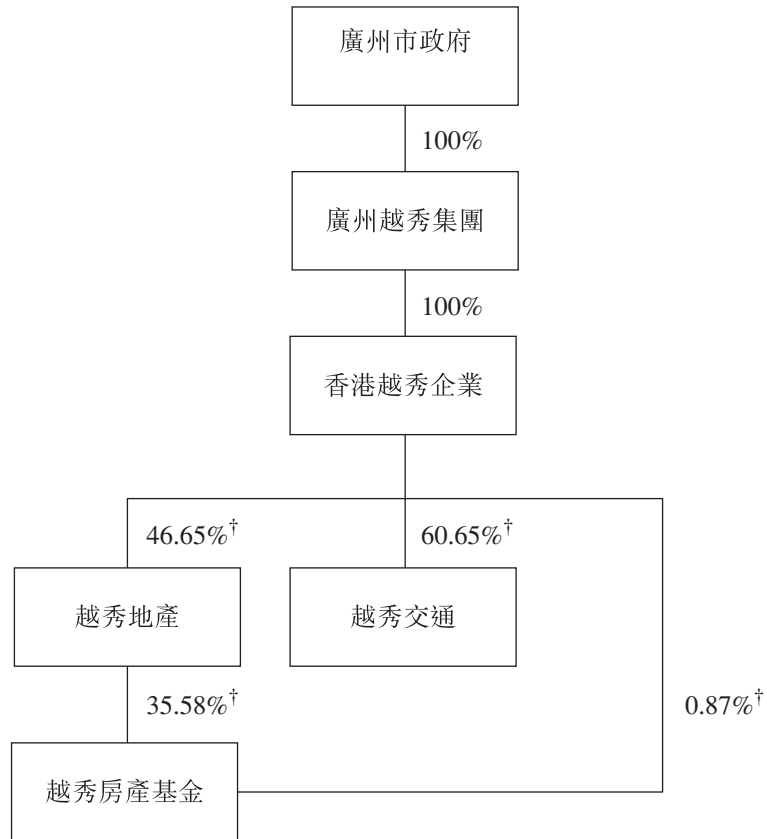 廣州市政府
100%
廣州越秀集團
100%
香港越秀企業
46.65%†
60.65%†
越秀地產
越秀交通
35.58%†
0.87%†
越秀房產基金